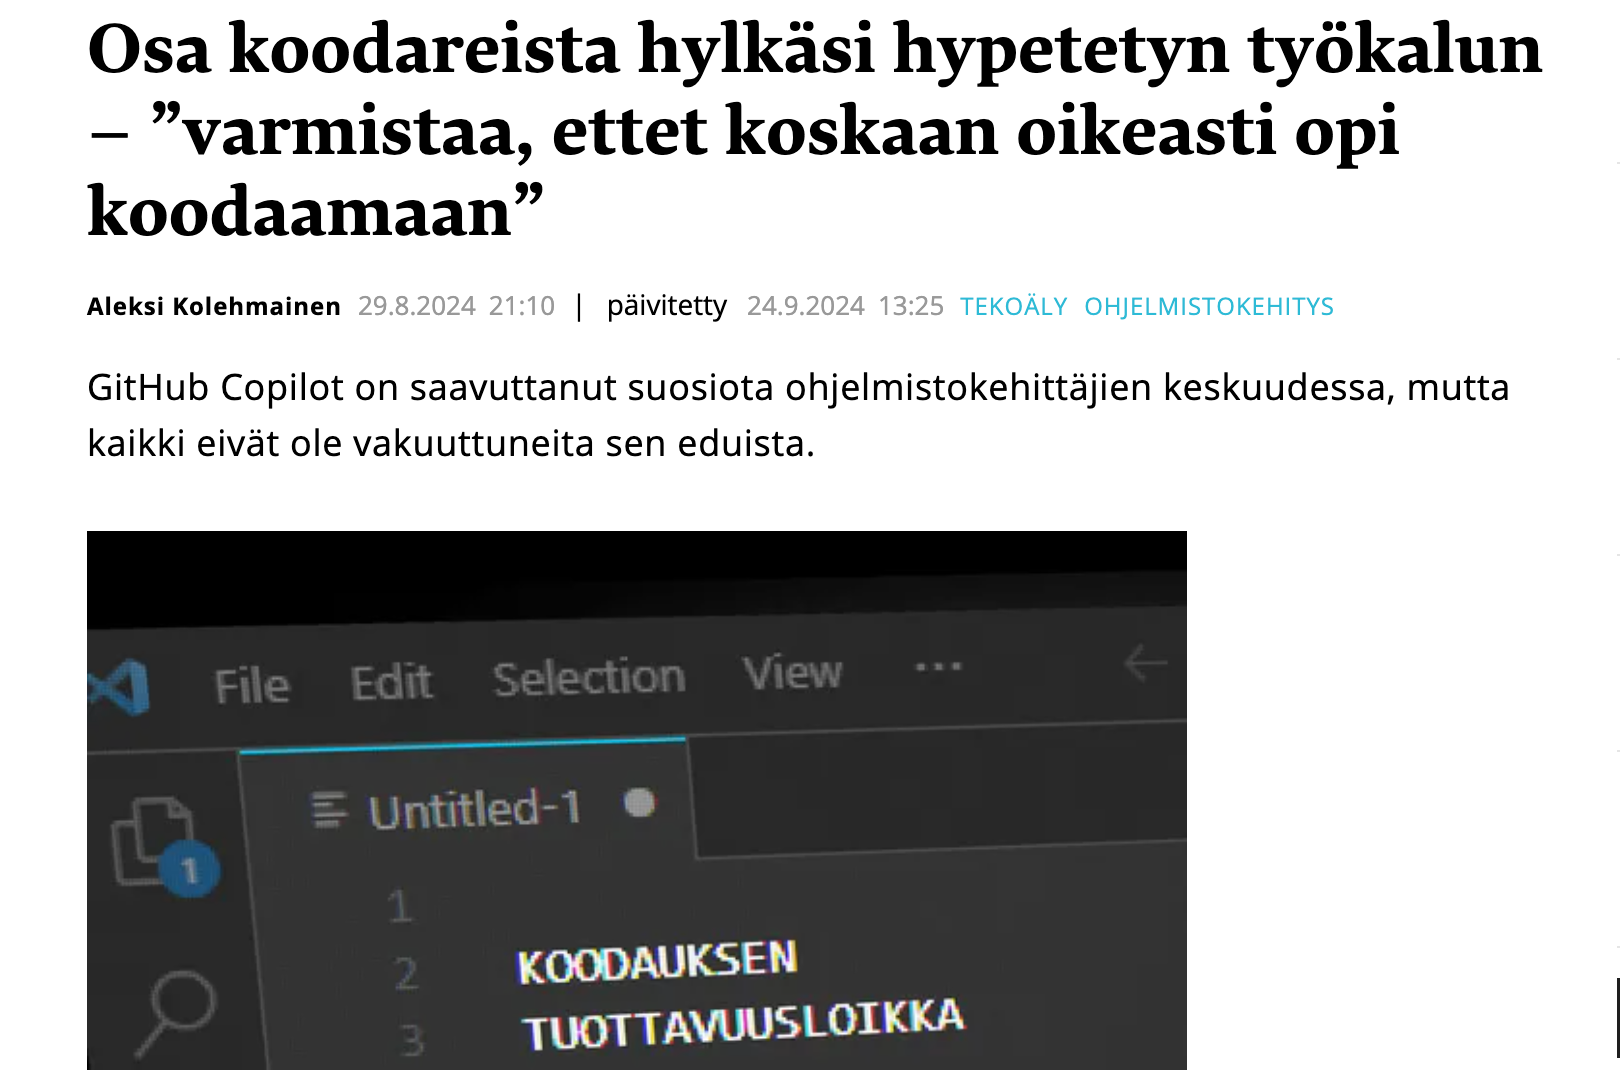 Osa koodareista hylkäsi hypetetyn työkalun
– ”varmistaa, ettet koskaan oikeasti opi
koodaamaan”
Aleksi Kolehmainen 29.8.2024 21:10 | päivitetty 24.9.2024 13:25 TEKOÄLY OHJELMISTOKEHITYS
GitHub Copilot on saavuttanut suosiota ohjelmistokehittäjien keskuudessa, mutta
kaikki eivät ole vakuuttuneita sen eduista.
File Edit Selection View ...
Untitled-1
1
1
2 KOODAUKSEN
3 TUOTTAVUUSLOIKKA